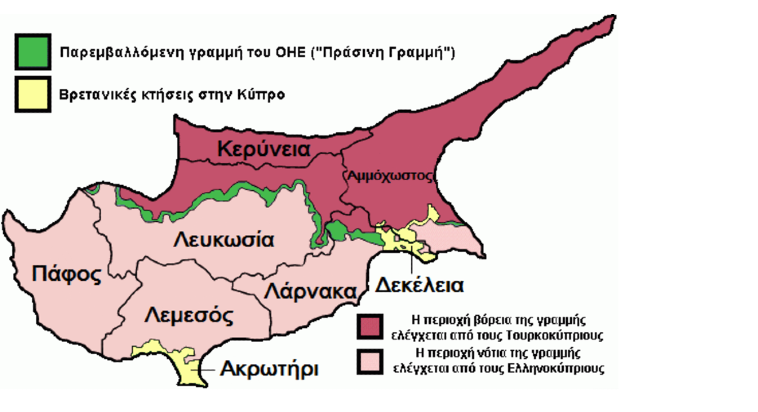 Παρεμβαλλόμενη γραμμή του ΟΗΕ ("Πράσινη Γραμμή")
Βρετανικές κτήσεις στην Κύπρο
Κερύνεια
Αμμόχωστος
Λευκωσία
Πάφος
Λάρνακα
Δεκέλεια
Λεμεσός
Ακρωτήρι
Η περιοχή βόρεια της γραμμής
ελέγχεται από τους Τουρκοκύπριους
Η περιοχή νότια της γραμμής
ελέγχεται από τους Ελληνοκύπριους